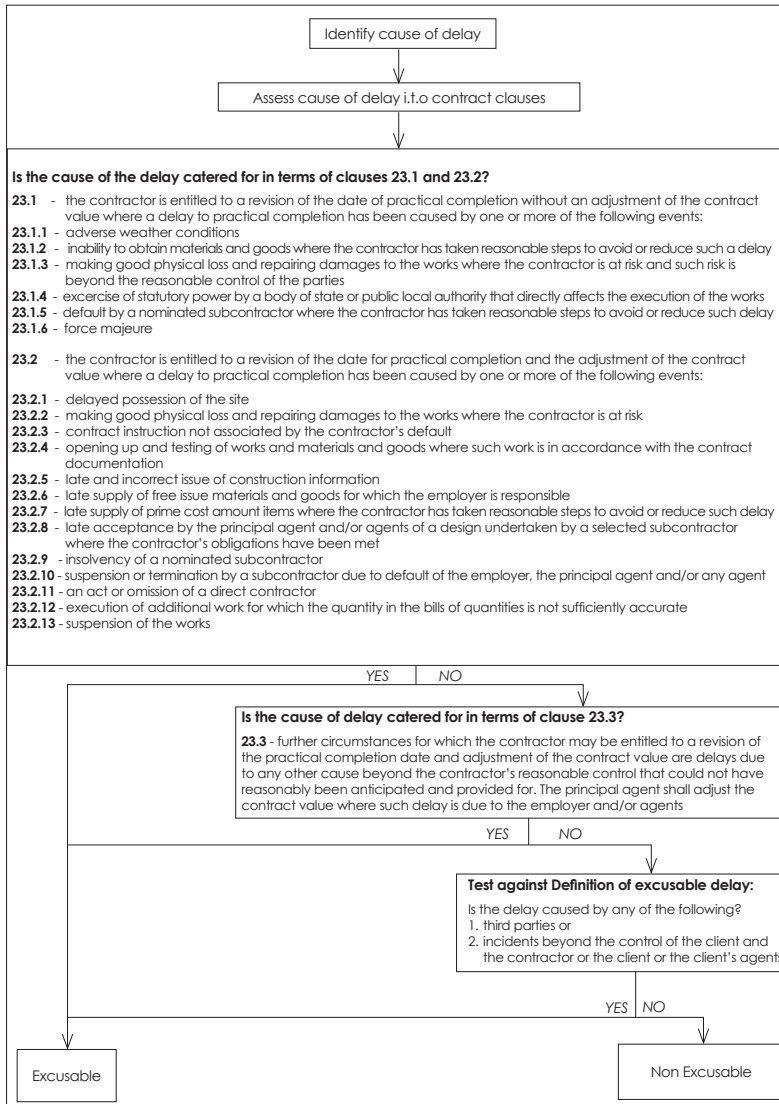 Identify cause of delay
Assess cause of delay i.t.o contract clauses
Is the cause of the delay catered for in terms of clauses 23.1 and 23.2?
23.1 - the contractor is entitled to a revision of the date of practical completion without an adjustment of the contract
value where a delay to practical completion has been caused by one or more of the following events:
23.1.1 - adverse weather conditions
23.1.2 - inability to obtain materials and goods where the contractor has taken reasonable steps to avoid or reduce such a delay
23.1.3 - making good physical loss and repairing damages to the works where the contractor is at risk and such risk is
beyond the reasonable control of the parties
23.1.4 - excercise of statutory power by a body of state or public local authority that directly affects the execution of the works
23.1.5 - default by a nominated subcontractor where the contractor has taken reasonable steps to avoid or reduce such delay
23.1.6 - force majeure
23.2 - the contractor is entitled to a revision of the date for practical completion and the adjustment of the contract
value where a delay to practical completion has been caused by one or more of the following events:
23.2.1 - delayed possession of the site
23.2.2 - making good physical loss and repairing damages to the works where the contractor is at risk
23.2.3 - contract instruction not associated by the contractor's default
23.2.4 - opening up and testing of works and materials and goods where such work is in accordance with the contract
documentation
23.2.5 - late and incorrect issue of construction information
23.2.6 - late supply of free issue materials and goods for which the employer is responsible
23.2.7 - late supply of prime cost amount items where the contractor has taken reasonable steps to avoid or reduce such delay
23.2.8 - late acceptance by the principal agent and/or agents of a design undertaken by a selected subcontractor
where the contractor's obligations have been met
23.2.9 - insolvency of a nominated subcontractor
23.2.10 - suspension or termination by a subcontractor due to default of the employer, the principal agent and/or any agent
23.2.11 - an act or omission of a direct contractor
23.2.12 - execution of additional work for which the quantity in the bills of quantities is not sufficiently accurate
23.2.13 - suspension of the works
YES NO
Is the cause of delay catered for in terms of clause 23.3?
23.3 - further circumstances for which the contractor may be entitled to a revision of
the practical completion date and adjustment of the contract value are delays due
to any other cause beyond the contractor's reasonable control that could not have
reasonably been anticipated and provided for. The principal agent shall adjust the
contract value where such delay is due to the employer and/or agents
YES NO
Test against Definition of excusable delay:
Is the delay caused by any of the following?
1. third parties or
2. incidents beyond the control of the client and
the contractor or the client or the client's agents
YES NO
Excusable
Non Excusable